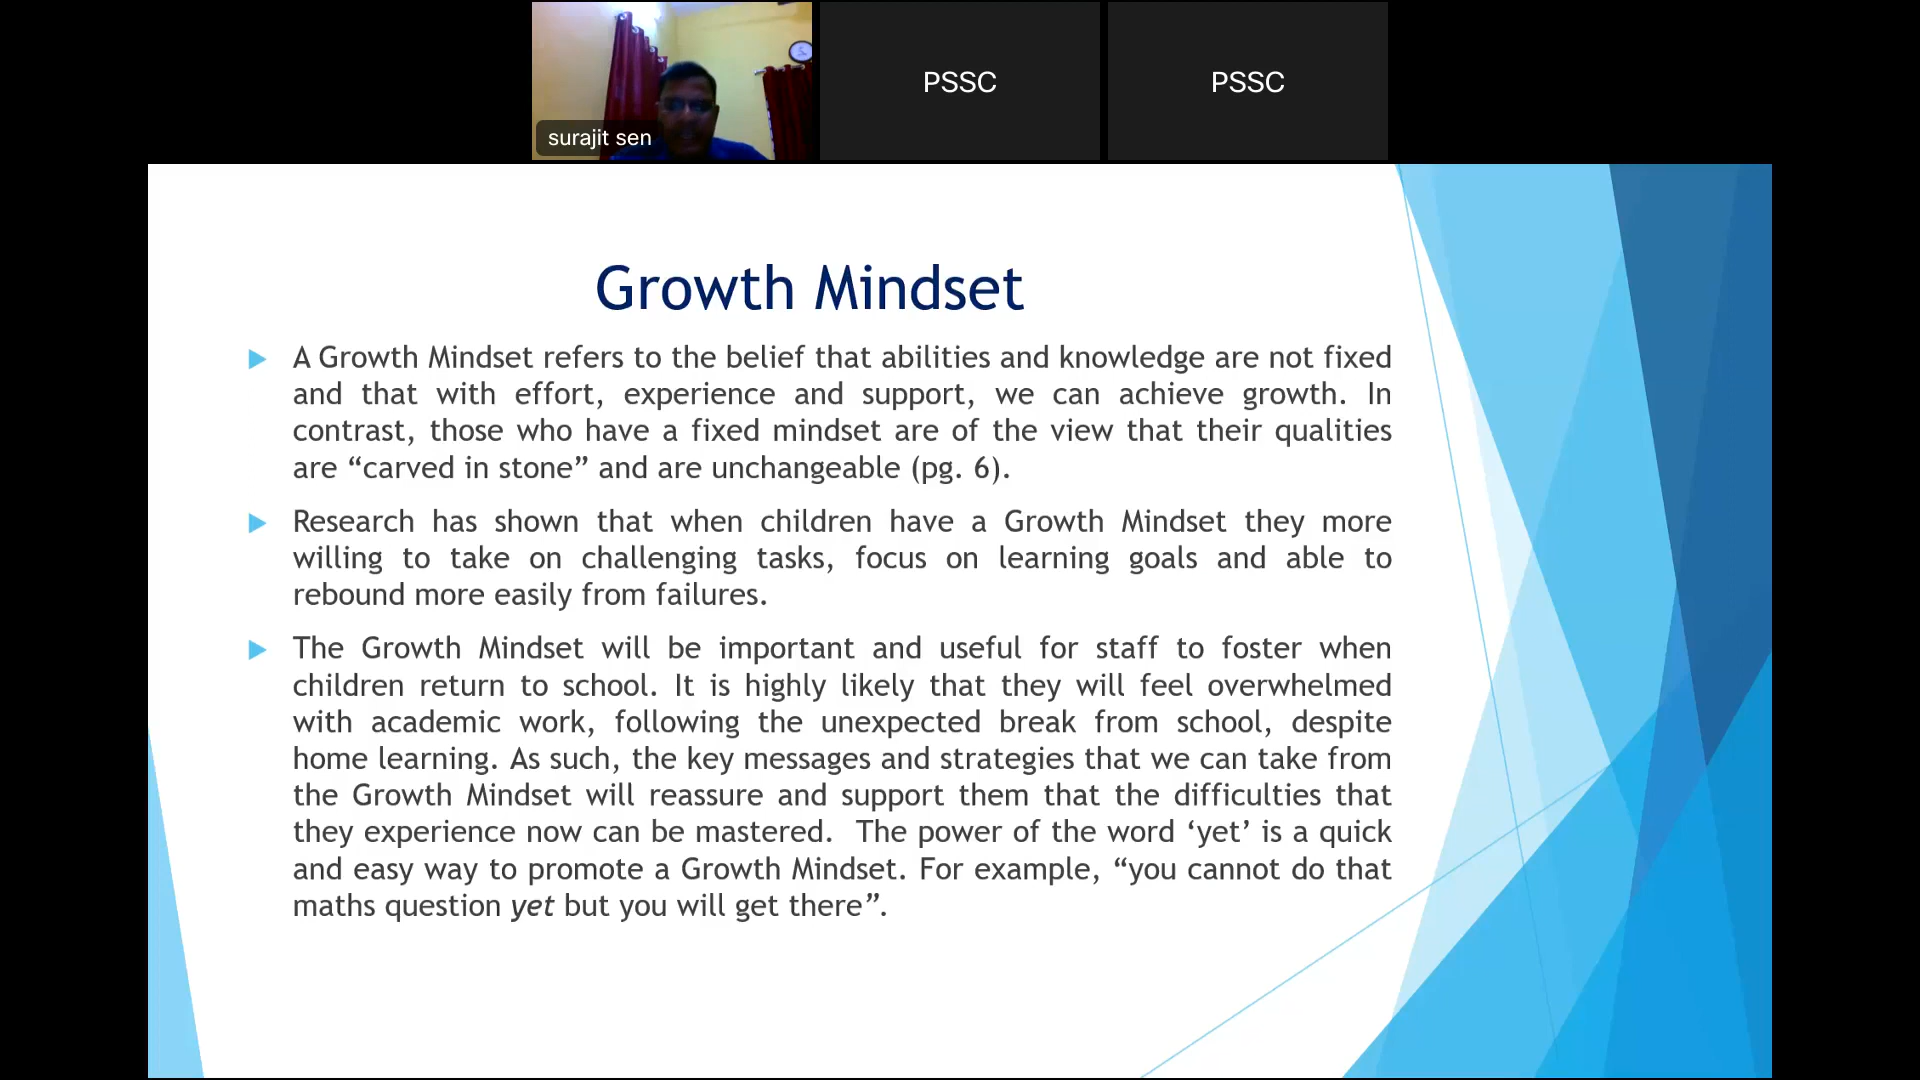 surajit sen
PSSC
PSSC
Growth Mindset
A Growth Mindset refers to the belief that abilities and knowledge are not fixed
and that with effort, experience and support, we can achieve growth. In
contrast, those who have a fixed mindset are of the view that their qualities
are “carved in stone” and are unchangeable (pg. 6).
Research has shown that when children have a Growth Mindset they more
willing to take on challenging tasks, focus on learning goals and able to
rebound more easily from failures.
The Growth Mindset will be important and useful for staff to foster when
children return to school. It is highly likely that they will feel overwhelmed
with academic work, following the unexpected break from school, despite
home learning. As such, the key messages and strategies that we can take from
the Growth Mindset will reassure and support them that the difficulties that
they experience now can be mastered.  The power of the word ‘yet’ is a quick
and easy way to promote a Growth Mindset. For example, “you cannot do that
maths question yet but you will get there”.